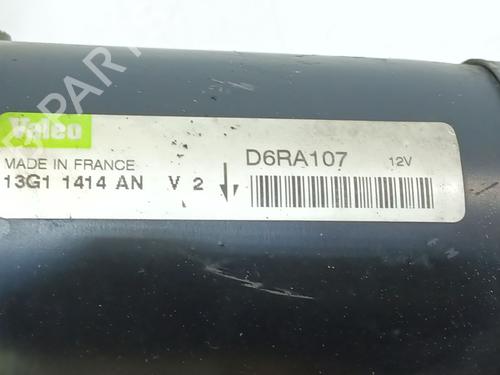 Valeo
MADE IN FRANCE
13G1 1414 AN V 2
D6RA107 12V